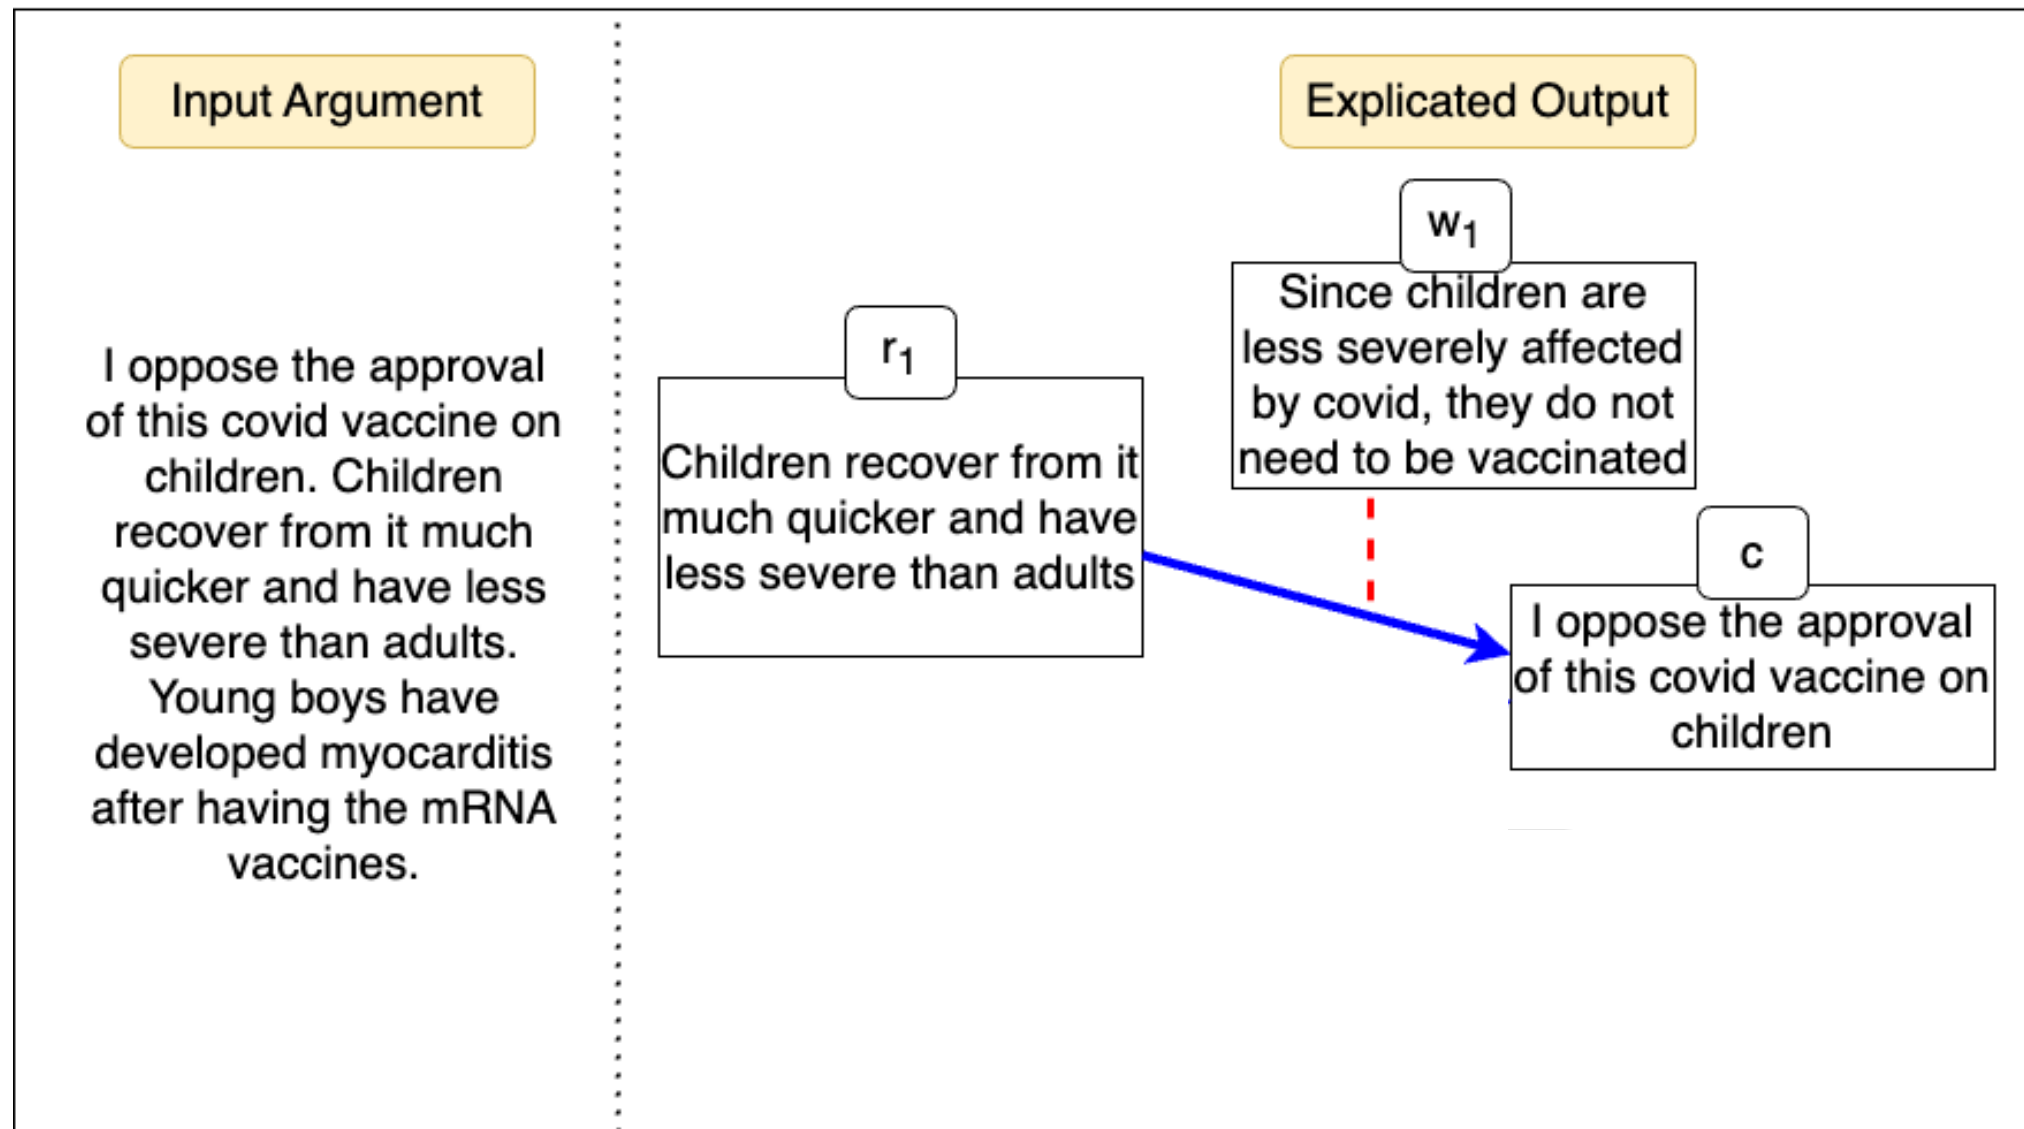 Input Argument
I oppose the approval
of this covid vaccine on
children. Children
recover from it much
quicker and have less
severe than adults.
Young boys have
developed myocarditis
after having the mRNA
vaccines.
Explicated Output
r₁
Children recover from it
much quicker and have
less severe than adults
w₁
Since children are
less severely affected
by covid, they do not
need to be vaccinated
c
I oppose the approval
of this covid vaccine on
children